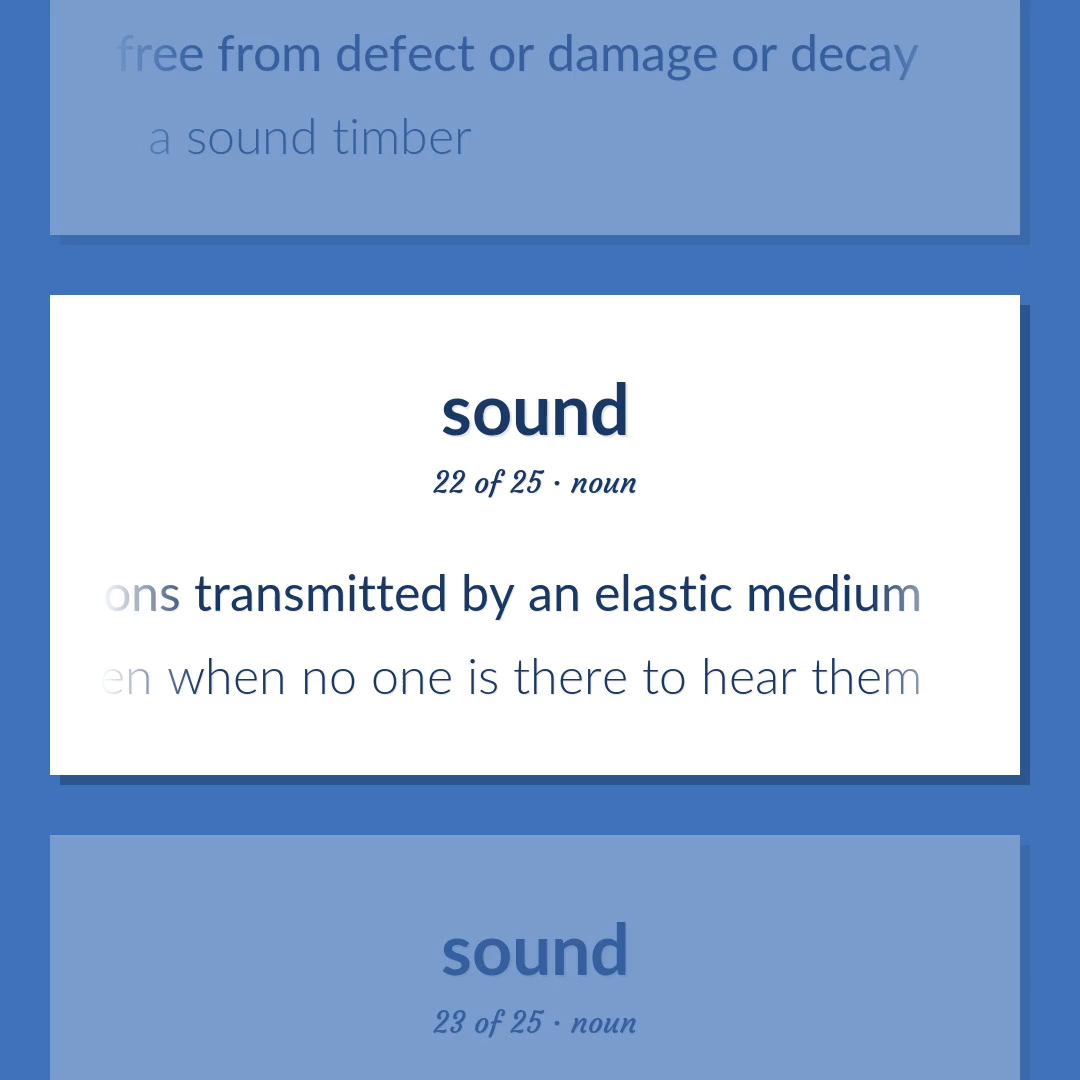 free from defect or damage or decay
a sound timber
sound
22 of 25 · noun
ons transmitted by an elastic medium
en when no one is there to hear them
sound
23 of 25 · noun